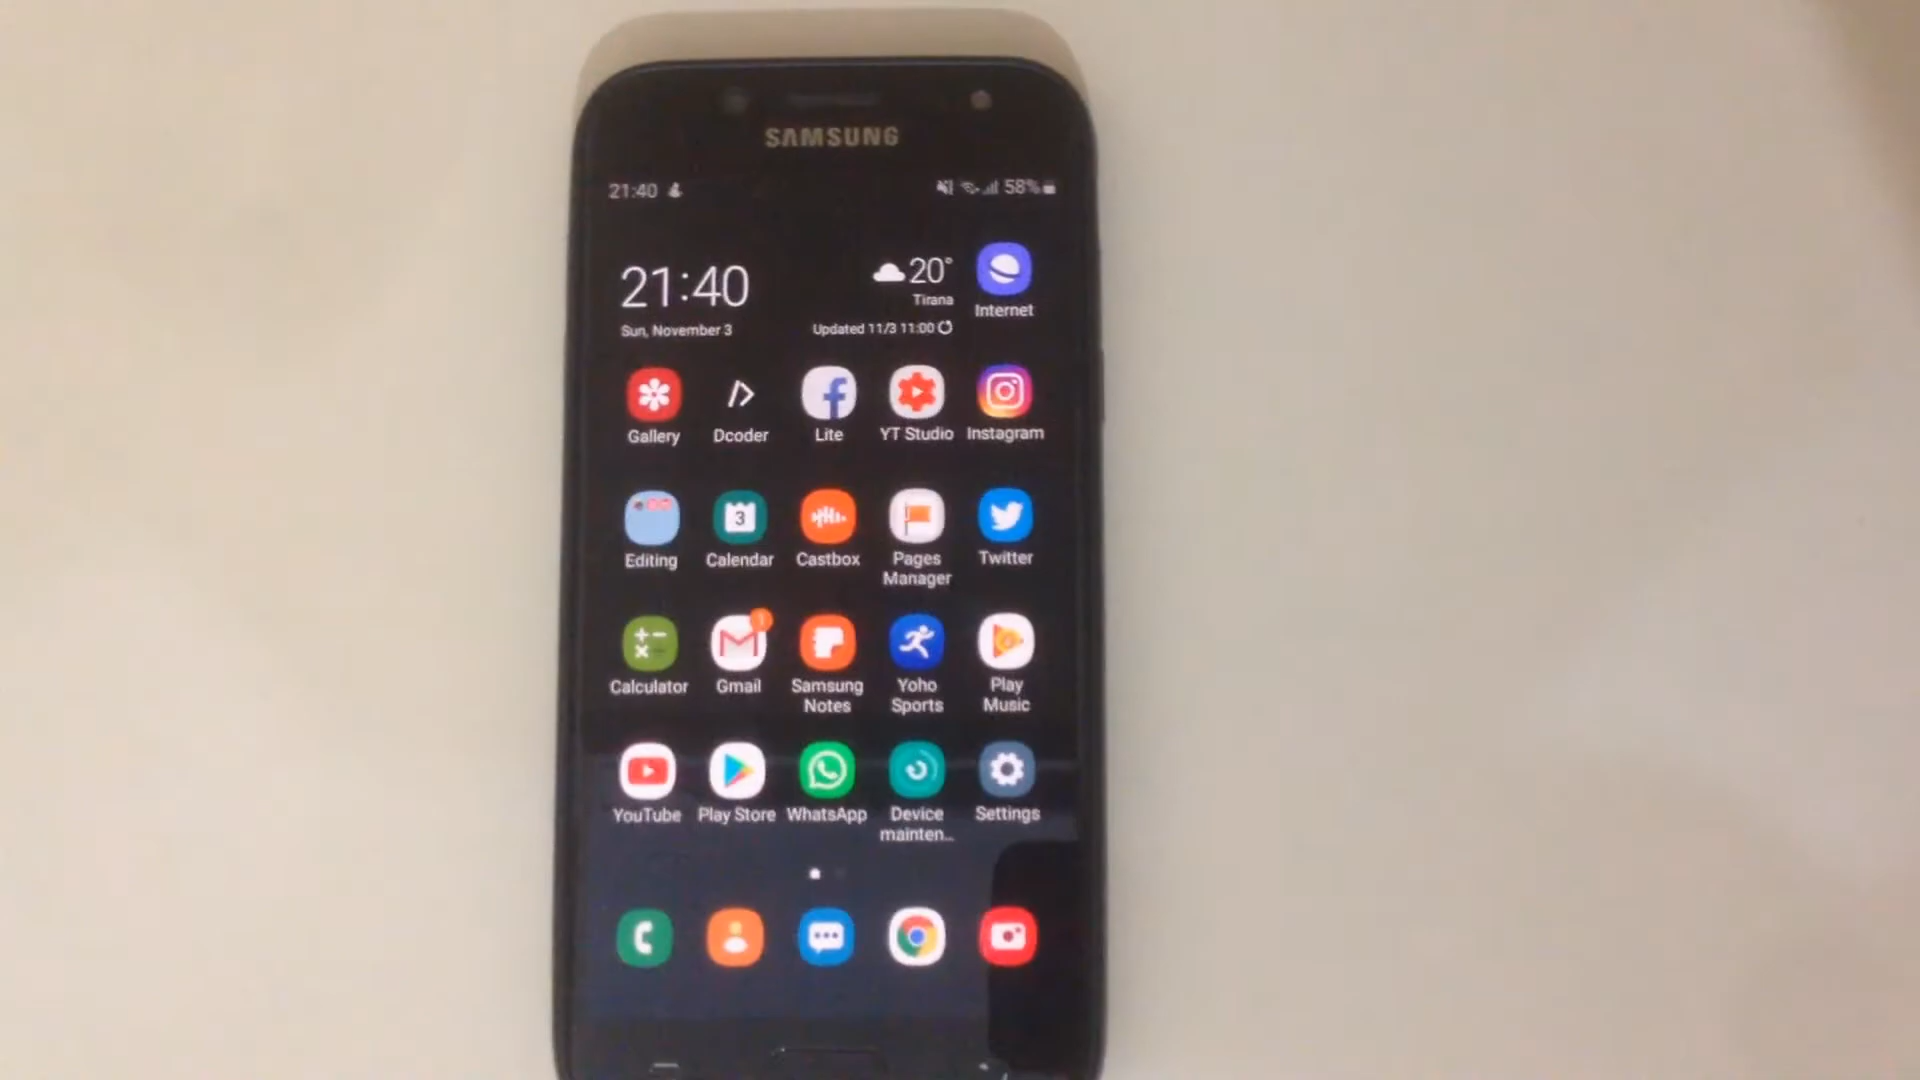 SAMSUNG
21:40
58%
21:40
20°
Tirana
Sun, November 3
Updated 11/3 11:00
Internet
Gallery
Dcoder
Lite
YT Studio
Instagram
Editing
Calendar
3
Castbox
Pages
Manager
Twitter
Calculator
Gmail
1
Samsung
Notes
Yoho
Sports
Play
Music
YouTube
Play Store
WhatsApp
Device
mainten...
Settings